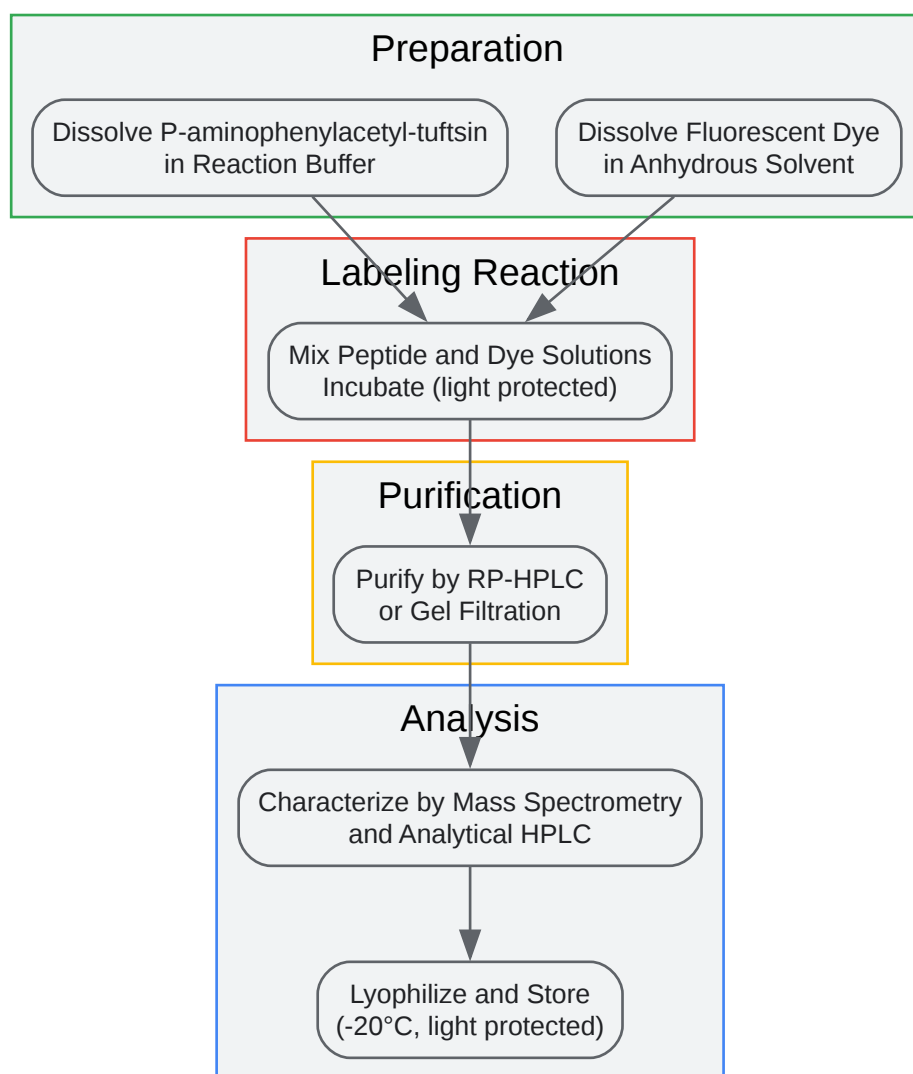 Preparation
Dissolve P-aminophenylacetyl-tuftsin
in Reaction Buffer
Dissolve Fluorescent Dye
in Anhydrous Solvent
Labeling Reaction
Mix Peptide and Dye Solutions
Incubate (light protected)
Purification
Purify by RP-HPLC
or Gel Filtration
Analysis
Characterize by Mass Spectrometry
and Analytical HPLC
Lyophilize and Store
(-20°C, light protected)